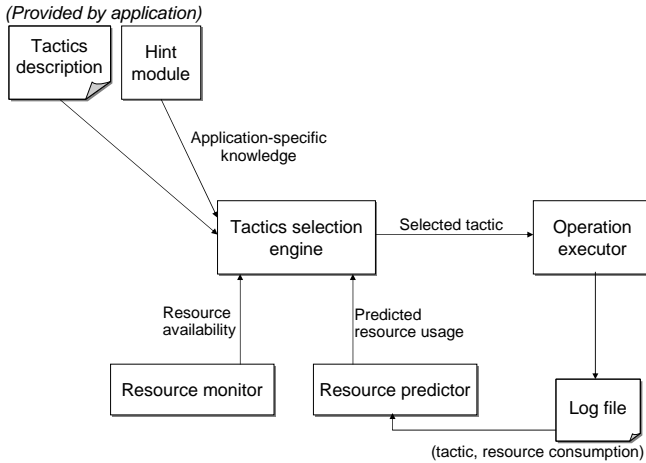 (Provided by application)
Tactics
description
Hint
module
Application-specific
knowledge
Tactics selection
engine
Selected tactic
Operation
executor
Resource
availability
Predicted
resource usage
Resource monitor
Resource predictor
Log file
(tactic, resource consumption)